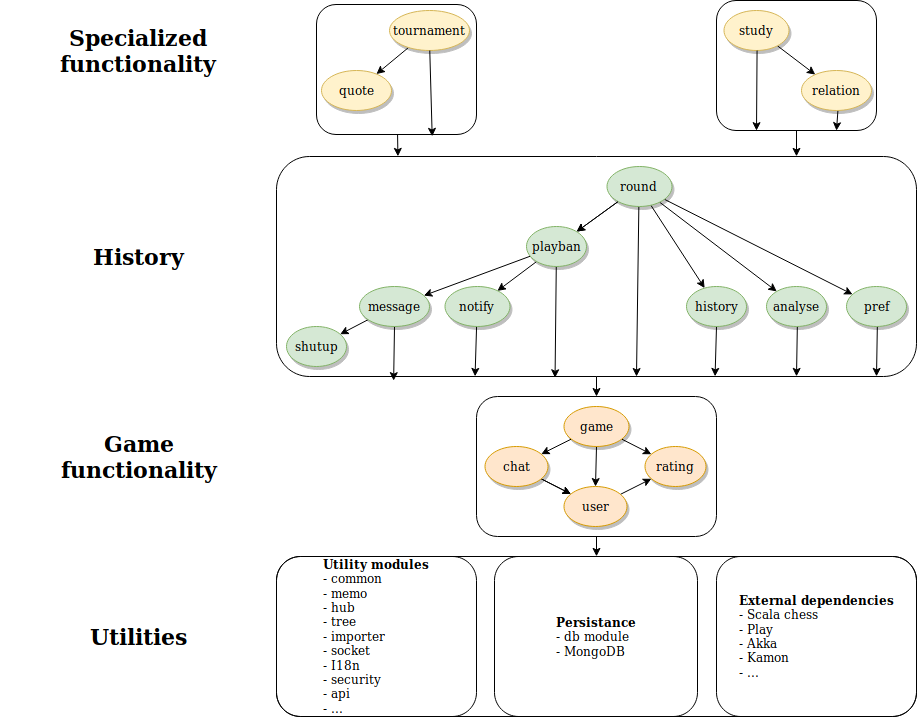 Specialized
functionality
tournament
quote
study
relation
History
round
playban
message
notify
history
analyse
pref
shutup
Game
functionality
game
chat
rating
user
Utilities
Utility modules
- common
- memo
- hub
- tree
- importer
- socket
- I18n
- security
- api
- ...
Persistance
- db module
- MongoDB
External dependencies
- Scala chess
- Play
- Akka
- Kamon
- ...